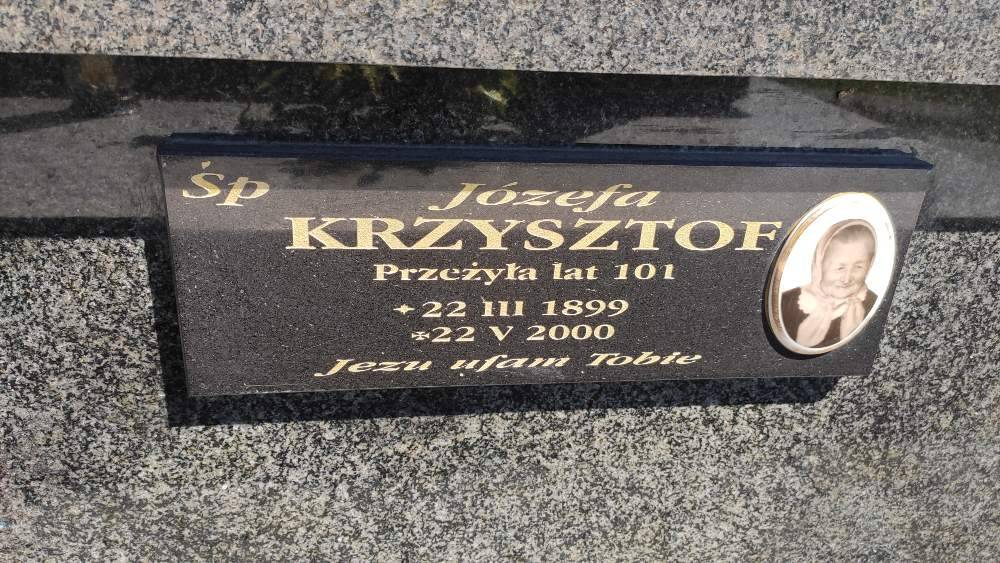 Śp
Józefa
KRZYSZTOF
Przeżyła lat 101
22 III 1899
22 V 2000
Jezu ufam Tobie